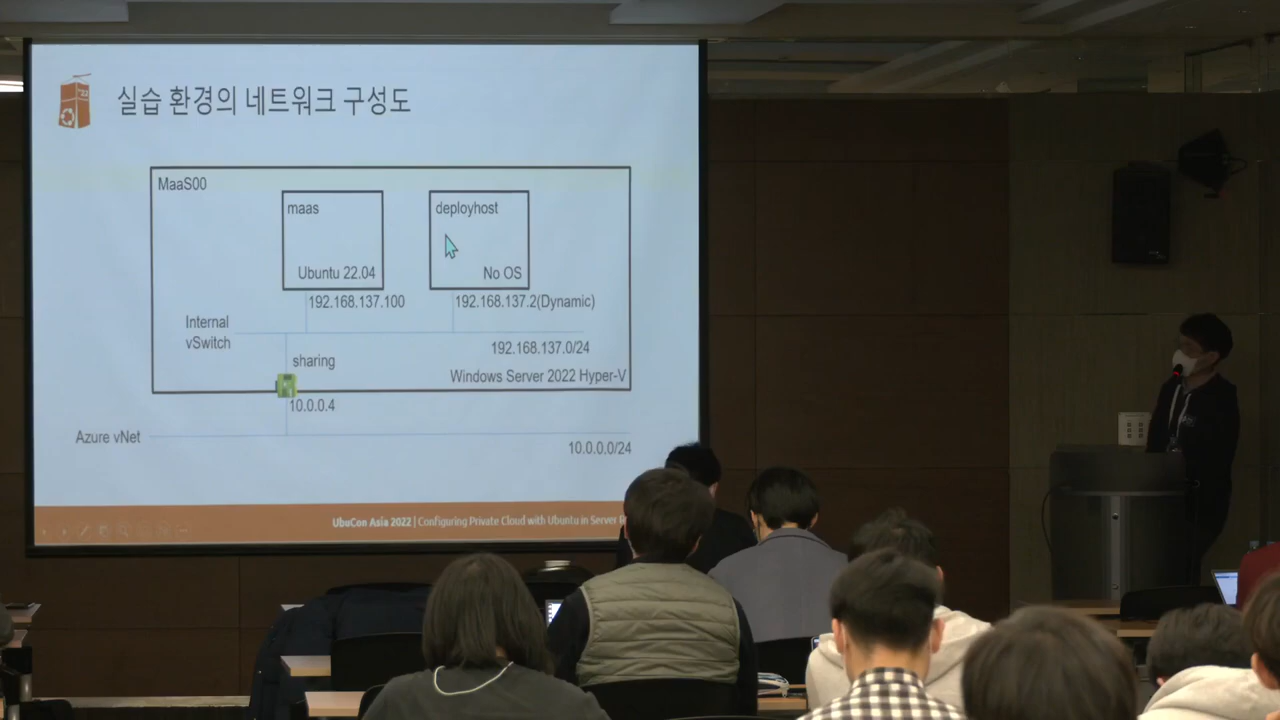 실습 환경의 네트워크 구성도
MaaS00
maas
deployhost
Ubuntu 22.04
No OS
192.168.137.100
192.168.137.2(Dynamic)
Internal
vSwitch
192.168.137.0/24
sharing
Windows Server 2022 Hyper-V
10.0.0.4
Azure vNet
10.0.0.0/24
UbuCon Asia 2022 | Configuring Private Cloud with Ubuntu in Server